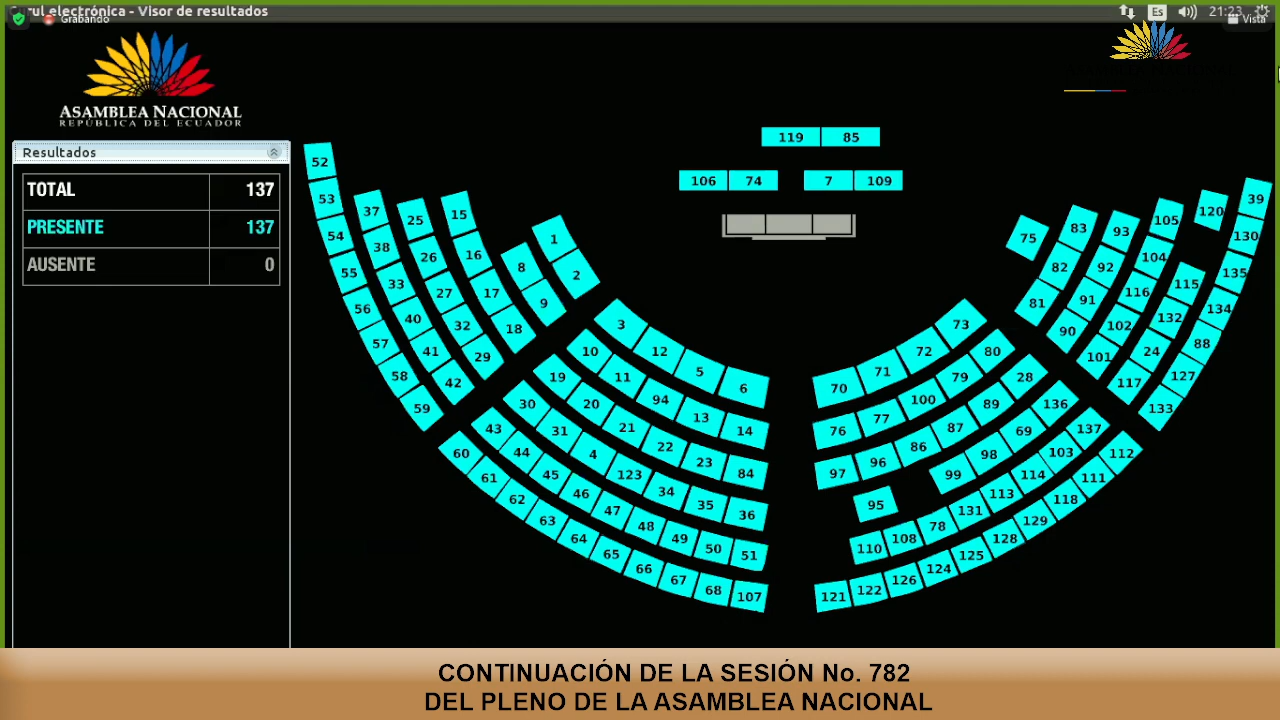 Curul electrónica - Visor de resultados
Grabando
Es
21:23
Vista
ASAMBLEA NACIONAL
REPÚBLICA DEL ECUADOR
Resultados
TOTAL 137
PRESENTE 137
AUSENTE 0
119 85
106 74 7 109
52 53 54 55 56 57 58 59
37 38 33 40 41 42
25 26 27 32 29
15 16 17 18
8 9
1 2
3 12 5 6
10 11 94 13 14
19 20 21 22 23 84
30 31 4 123 34 35 36
43 44 45 46 47 48 49 50 51
60 61 62 63 64 65 66 67 68 107
70 71 72 73
76 77 100 79 80
97 96 86 87 89 28
95 99 98 69 136
110 108 78 131 113 114 103 137
121 122 126 124 125 128 129 118 111 112
75
83 82 81
93 92 91 90
105 104 116 102 101
120 115 132 24 117
39 130 135 134 88 127 133
CONTINUACIÓN DE LA SESIÓN No. 782
DEL PLENO DE LA ASAMBLEA NACIONAL